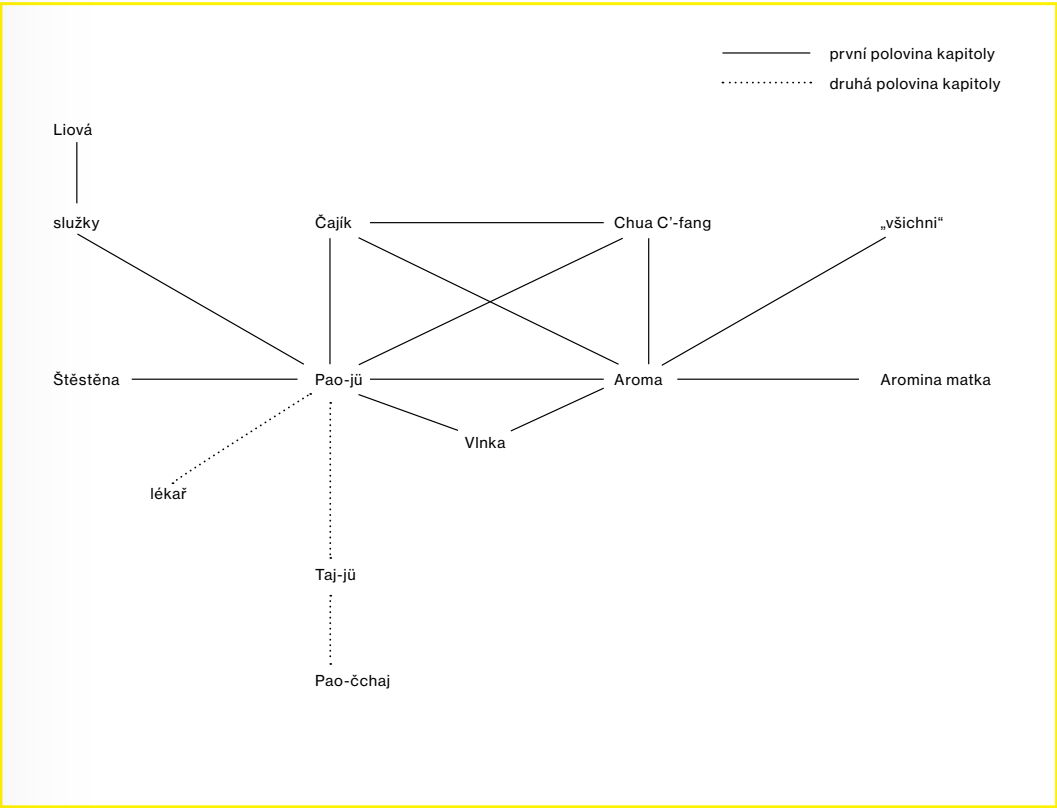 první polovina kapitoly
druhá polovina kapitoly
Liová
služky
Čajík
Chua C’-fang
„všichni“
Štěstěna
Pao-jü
Aroma
Aromina matka
Vlnka
lékař
Taj-jü
Pao-čchaj